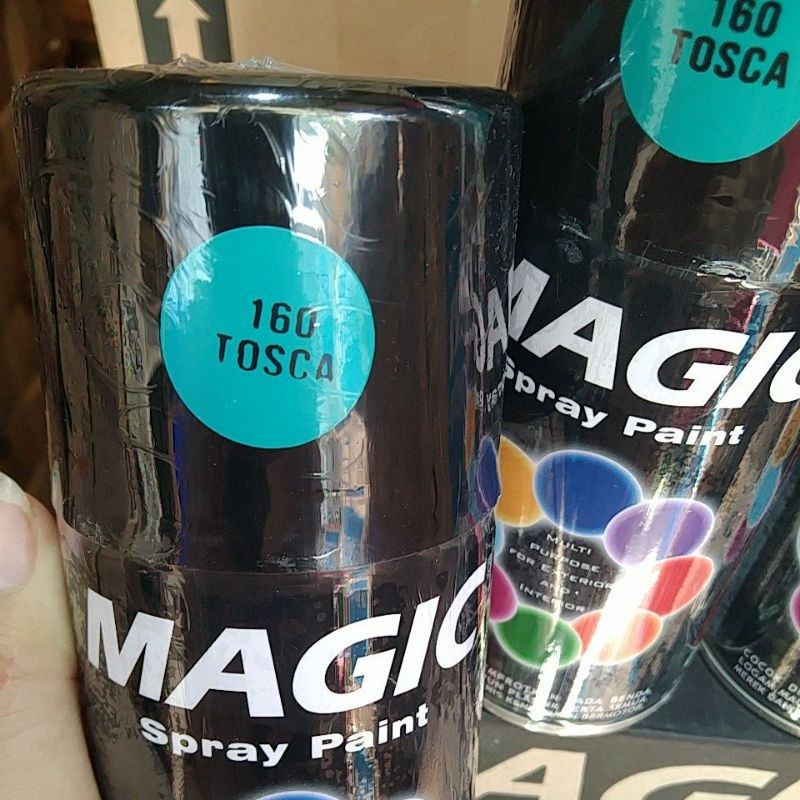 160
TOSCA
MAGIC
Spray Paint
160
TOSCA
MAGIC
Spray Paint
MULTI
PURPOSE
FOR EXTERIOR
AND
INTERIOR